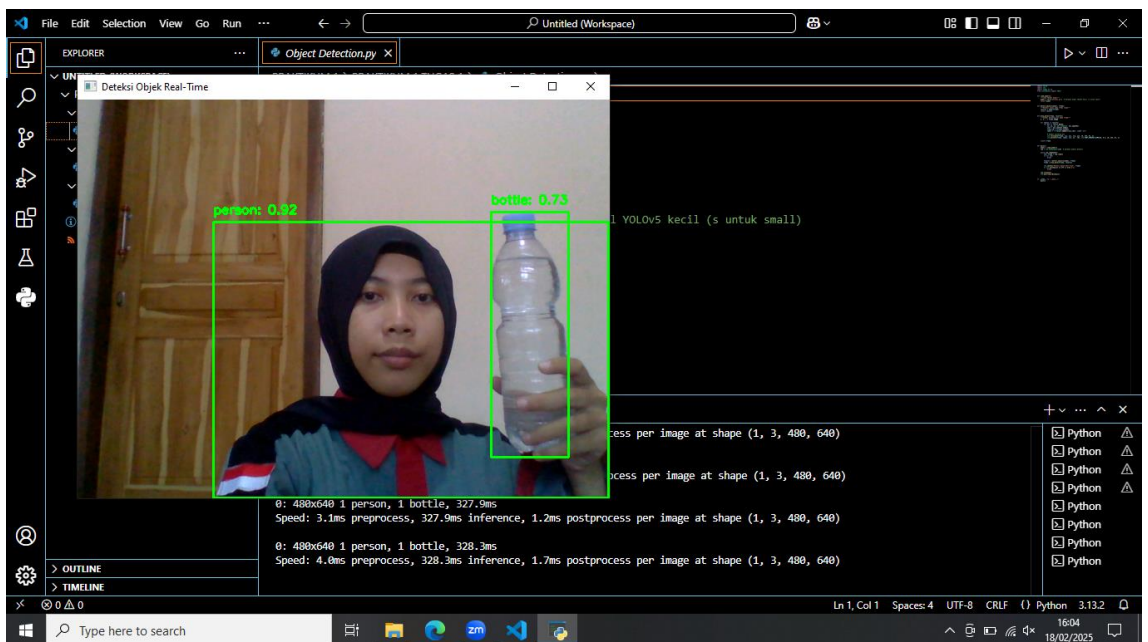 File Edit Selection View Go Run ··· Untitled (Workspace)
EXPLORER ···
Object Detection.py
Deteksi Objek Real-Time
person: 0.92
bottle: 0.73
YOLOv5 kecil (s untuk small)
cess per image at shape (1, 3, 480, 640)
ocess per image at shape (1, 3, 480, 640)
0: 480x640 1 person, 1 bottle, 327.9ms
Speed: 3.1ms preprocess, 327.9ms inference, 1.2ms postprocess per image at shape (1, 3, 480, 640)
0: 480x640 1 person, 1 bottle, 328.3ms
Speed: 4.0ms preprocess, 328.3ms inference, 1.7ms postprocess per image at shape (1, 3, 480, 640)
Python
Python
Python
Python
Python
Python
Python
Python
> OUTLINE
> TIMELINE
0 0 Ln 1, Col 1 Spaces: 4 UTF-8 CRLF {} Python 3.13.2
Type here to search
zm
16:04
18/02/2025